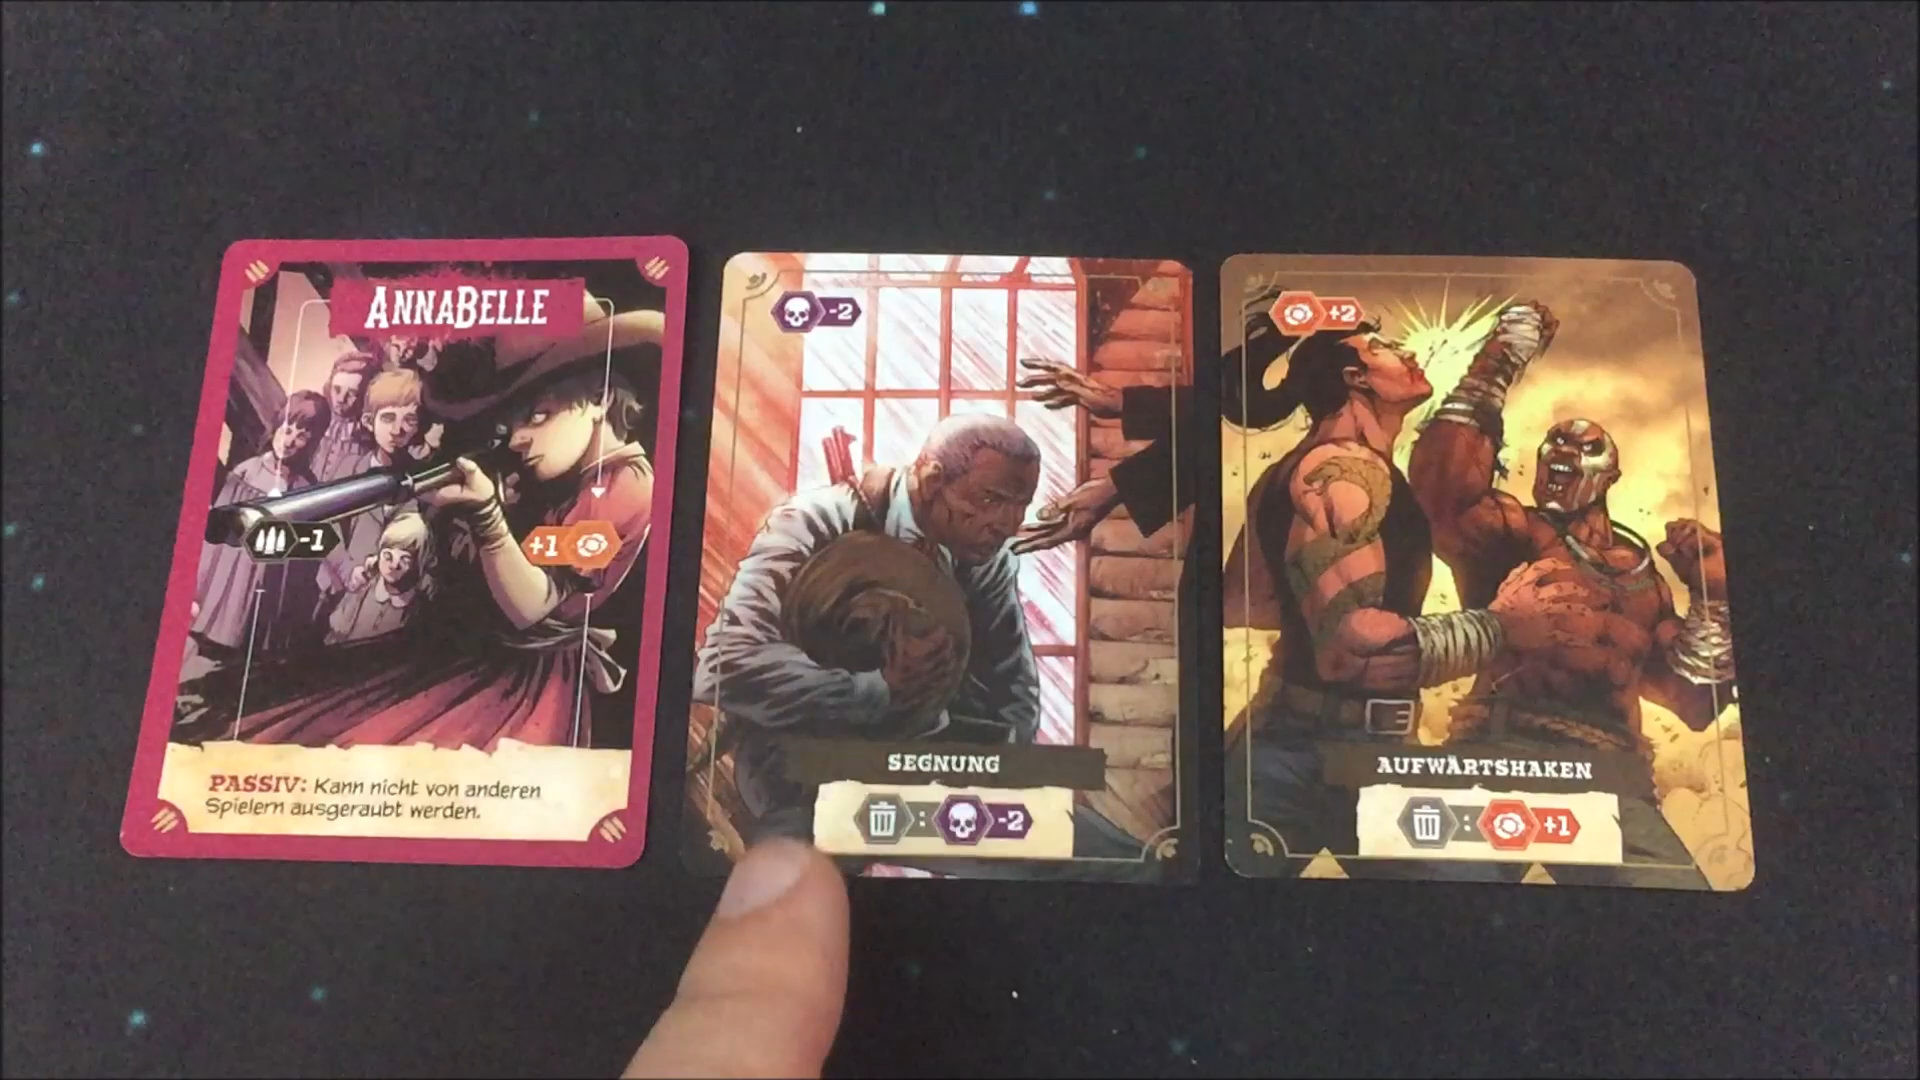 ANNABELLE
-1
+1
PASSIV: Kann nicht von anderen
Spielern ausgeraubt werden.
-2
SEGNUNG
: -2
+2
AUFWÄRTSHAKEN
: +1